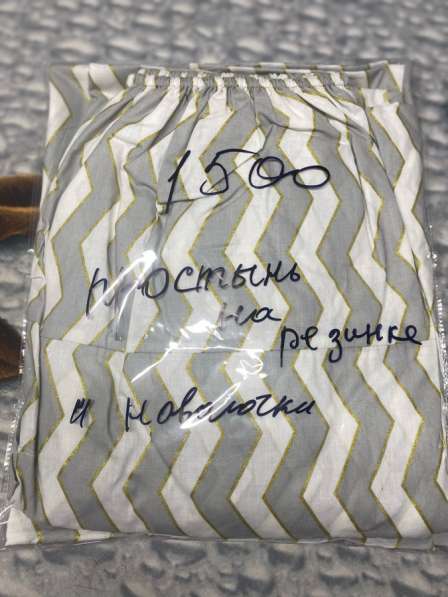 1500
простынь
на
резинке
и наволочки